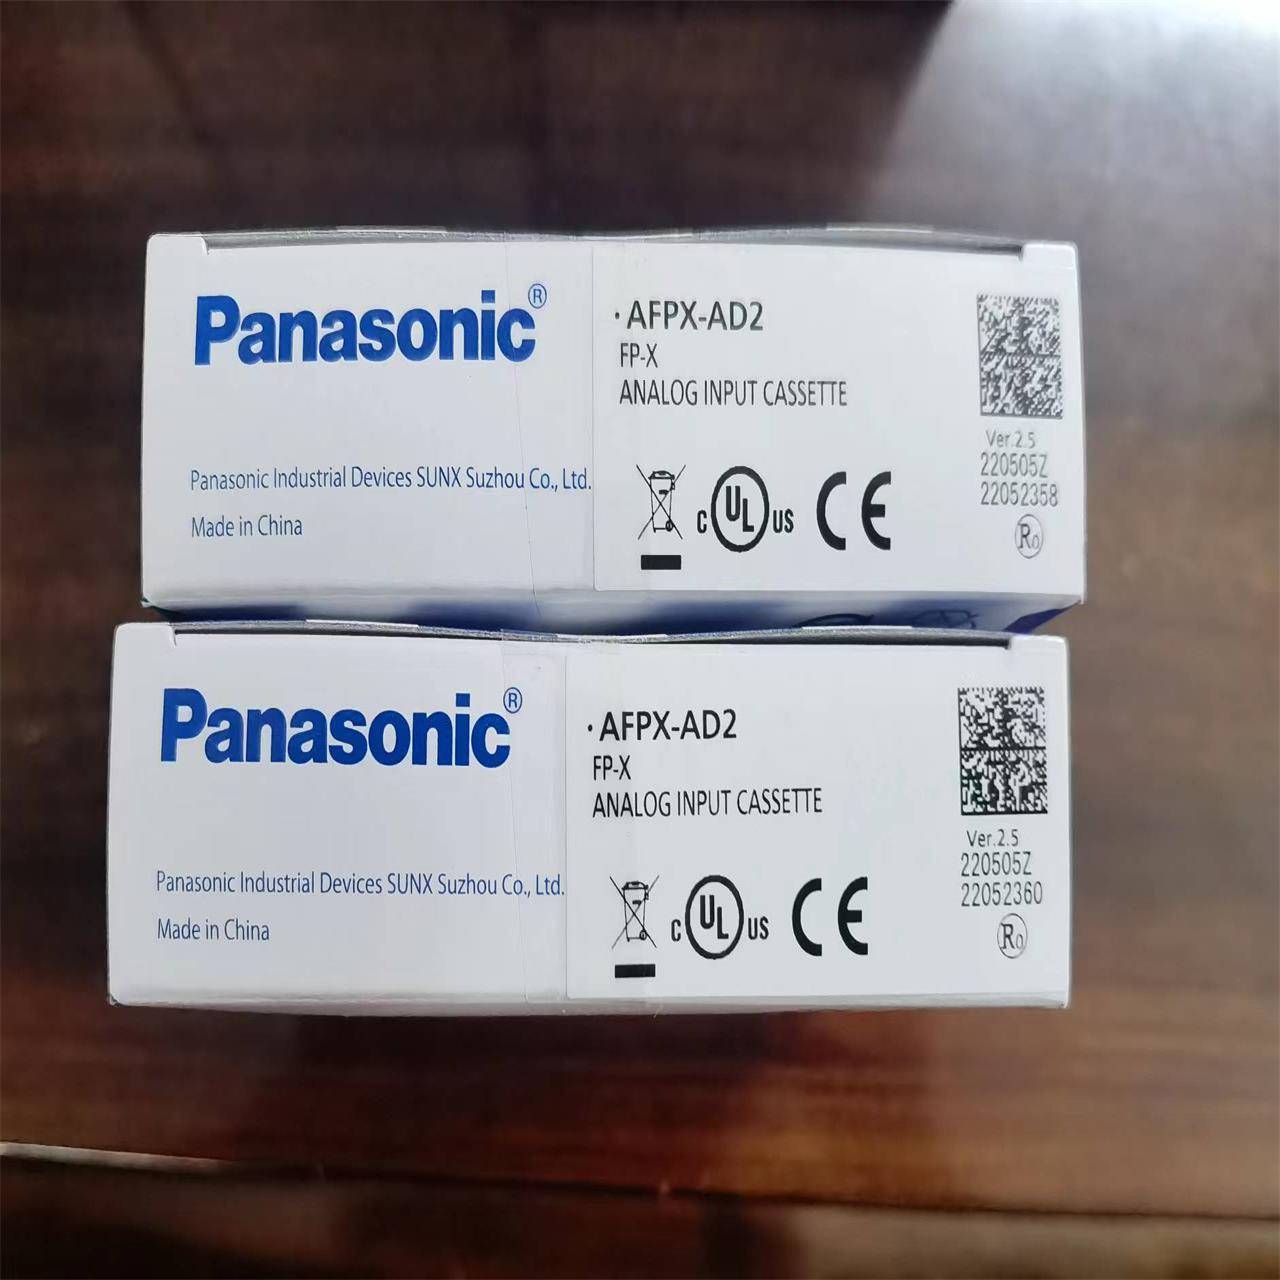 Panasonic®
Panasonic Industrial Devices SUNX Suzhou Co., Ltd.
Made in China
·AFPX-AD2
FP-X
ANALOG INPUT CASSETTE
C UL US CE
Ver.2.5
220505Z
22052358
R0
Panasonic®
Panasonic Industrial Devices SUNX Suzhou Co., Ltd.
Made in China
·AFPX-AD2
FP-X
ANALOG INPUT CASSETTE
C UL US CE
Ver.2.5
220505Z
22052360
R0